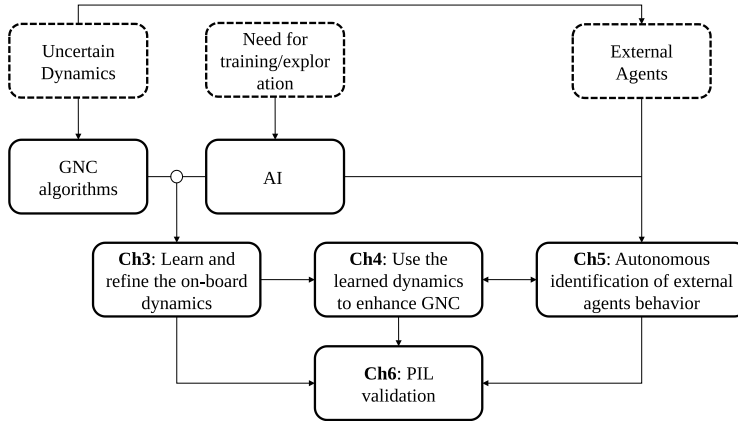 Uncertain
Dynamics
Need for
training/explor
ation
External
Agents
GNC
algorithms
AI
Ch3: Learn and
refine the on-board
dynamics
Ch4: Use the
learned dynamics
to enhance GNC
Ch5: Autonomous
identification of external
agents behavior
Ch6: PIL
validation